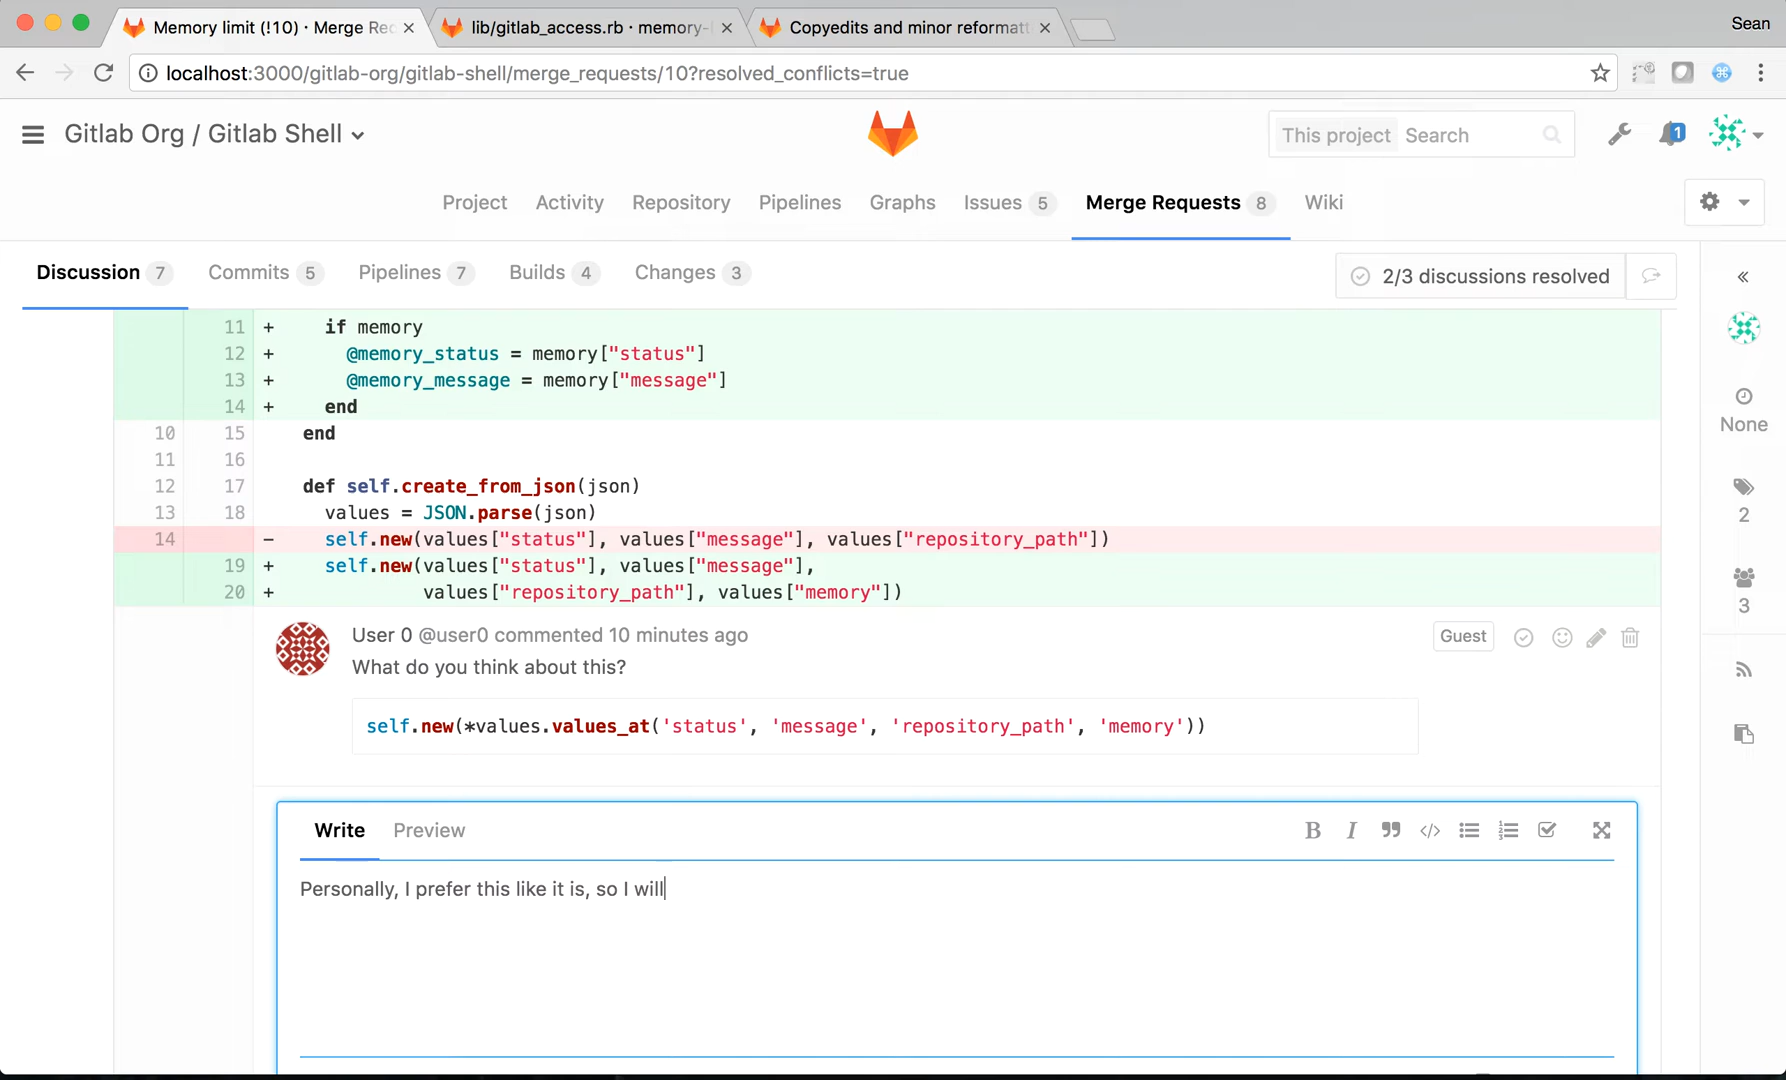 Memory limit (!10) · Merge Rec
lib/gitlab_access.rb · memory-l
Copyedits and minor reformatt
Sean
localhost:3000/gitlab-org/gitlab-shell/merge_requests/10?resolved_conflicts=true
Gitlab Org / Gitlab Shell
This project Search
1
Project Activity Repository Pipelines Graphs Issues 5 Merge Requests 8 Wiki
Discussion 7 Commits 5 Pipelines 7 Builds 4 Changes 3
2/3 discussions resolved
11 + if memory
12 + @memory_status = memory["status"]
13 + @memory_message = memory["message"]
14 + end
10 15 end
11 16
12 17 def self.create_from_json(json)
13 18 values = JSON.parse(json)
14 - self.new(values["status"], values["message"], values["repository_path"])
19 + self.new(values["status"], values["message"],
20 + values["repository_path"], values["memory"])
None
2
3
User 0 @user0 commented 10 minutes ago
Guest
What do you think about this?
self.new(*values.values_at('status', 'message', 'repository_path', 'memory'))
Write Preview
B I
Personally, I prefer this like it is, so I will